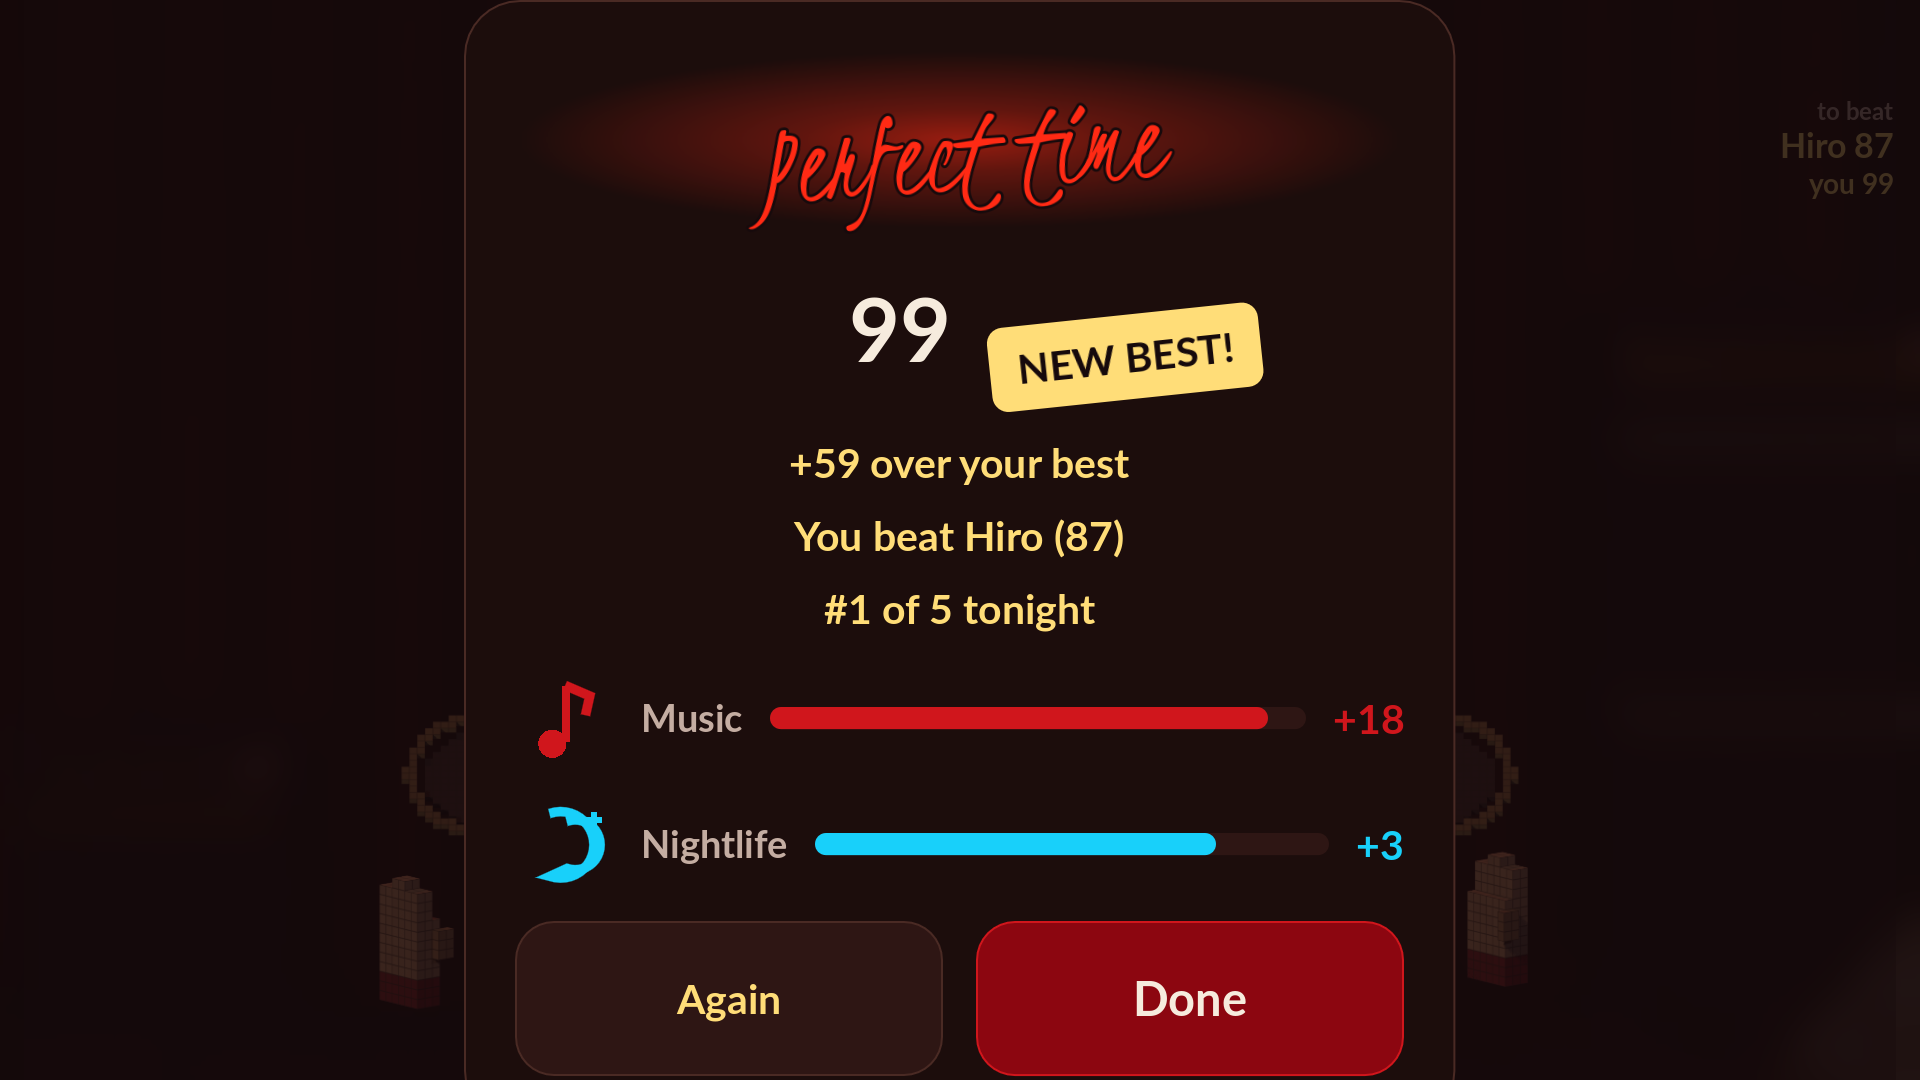 perfect time
to beat
Hiro 87
you 99
99
NEW BEST!
+59 over your best
You beat Hiro (87)
#1 of 5 tonight
Music
+18
Nightlife
+3
Again
Done